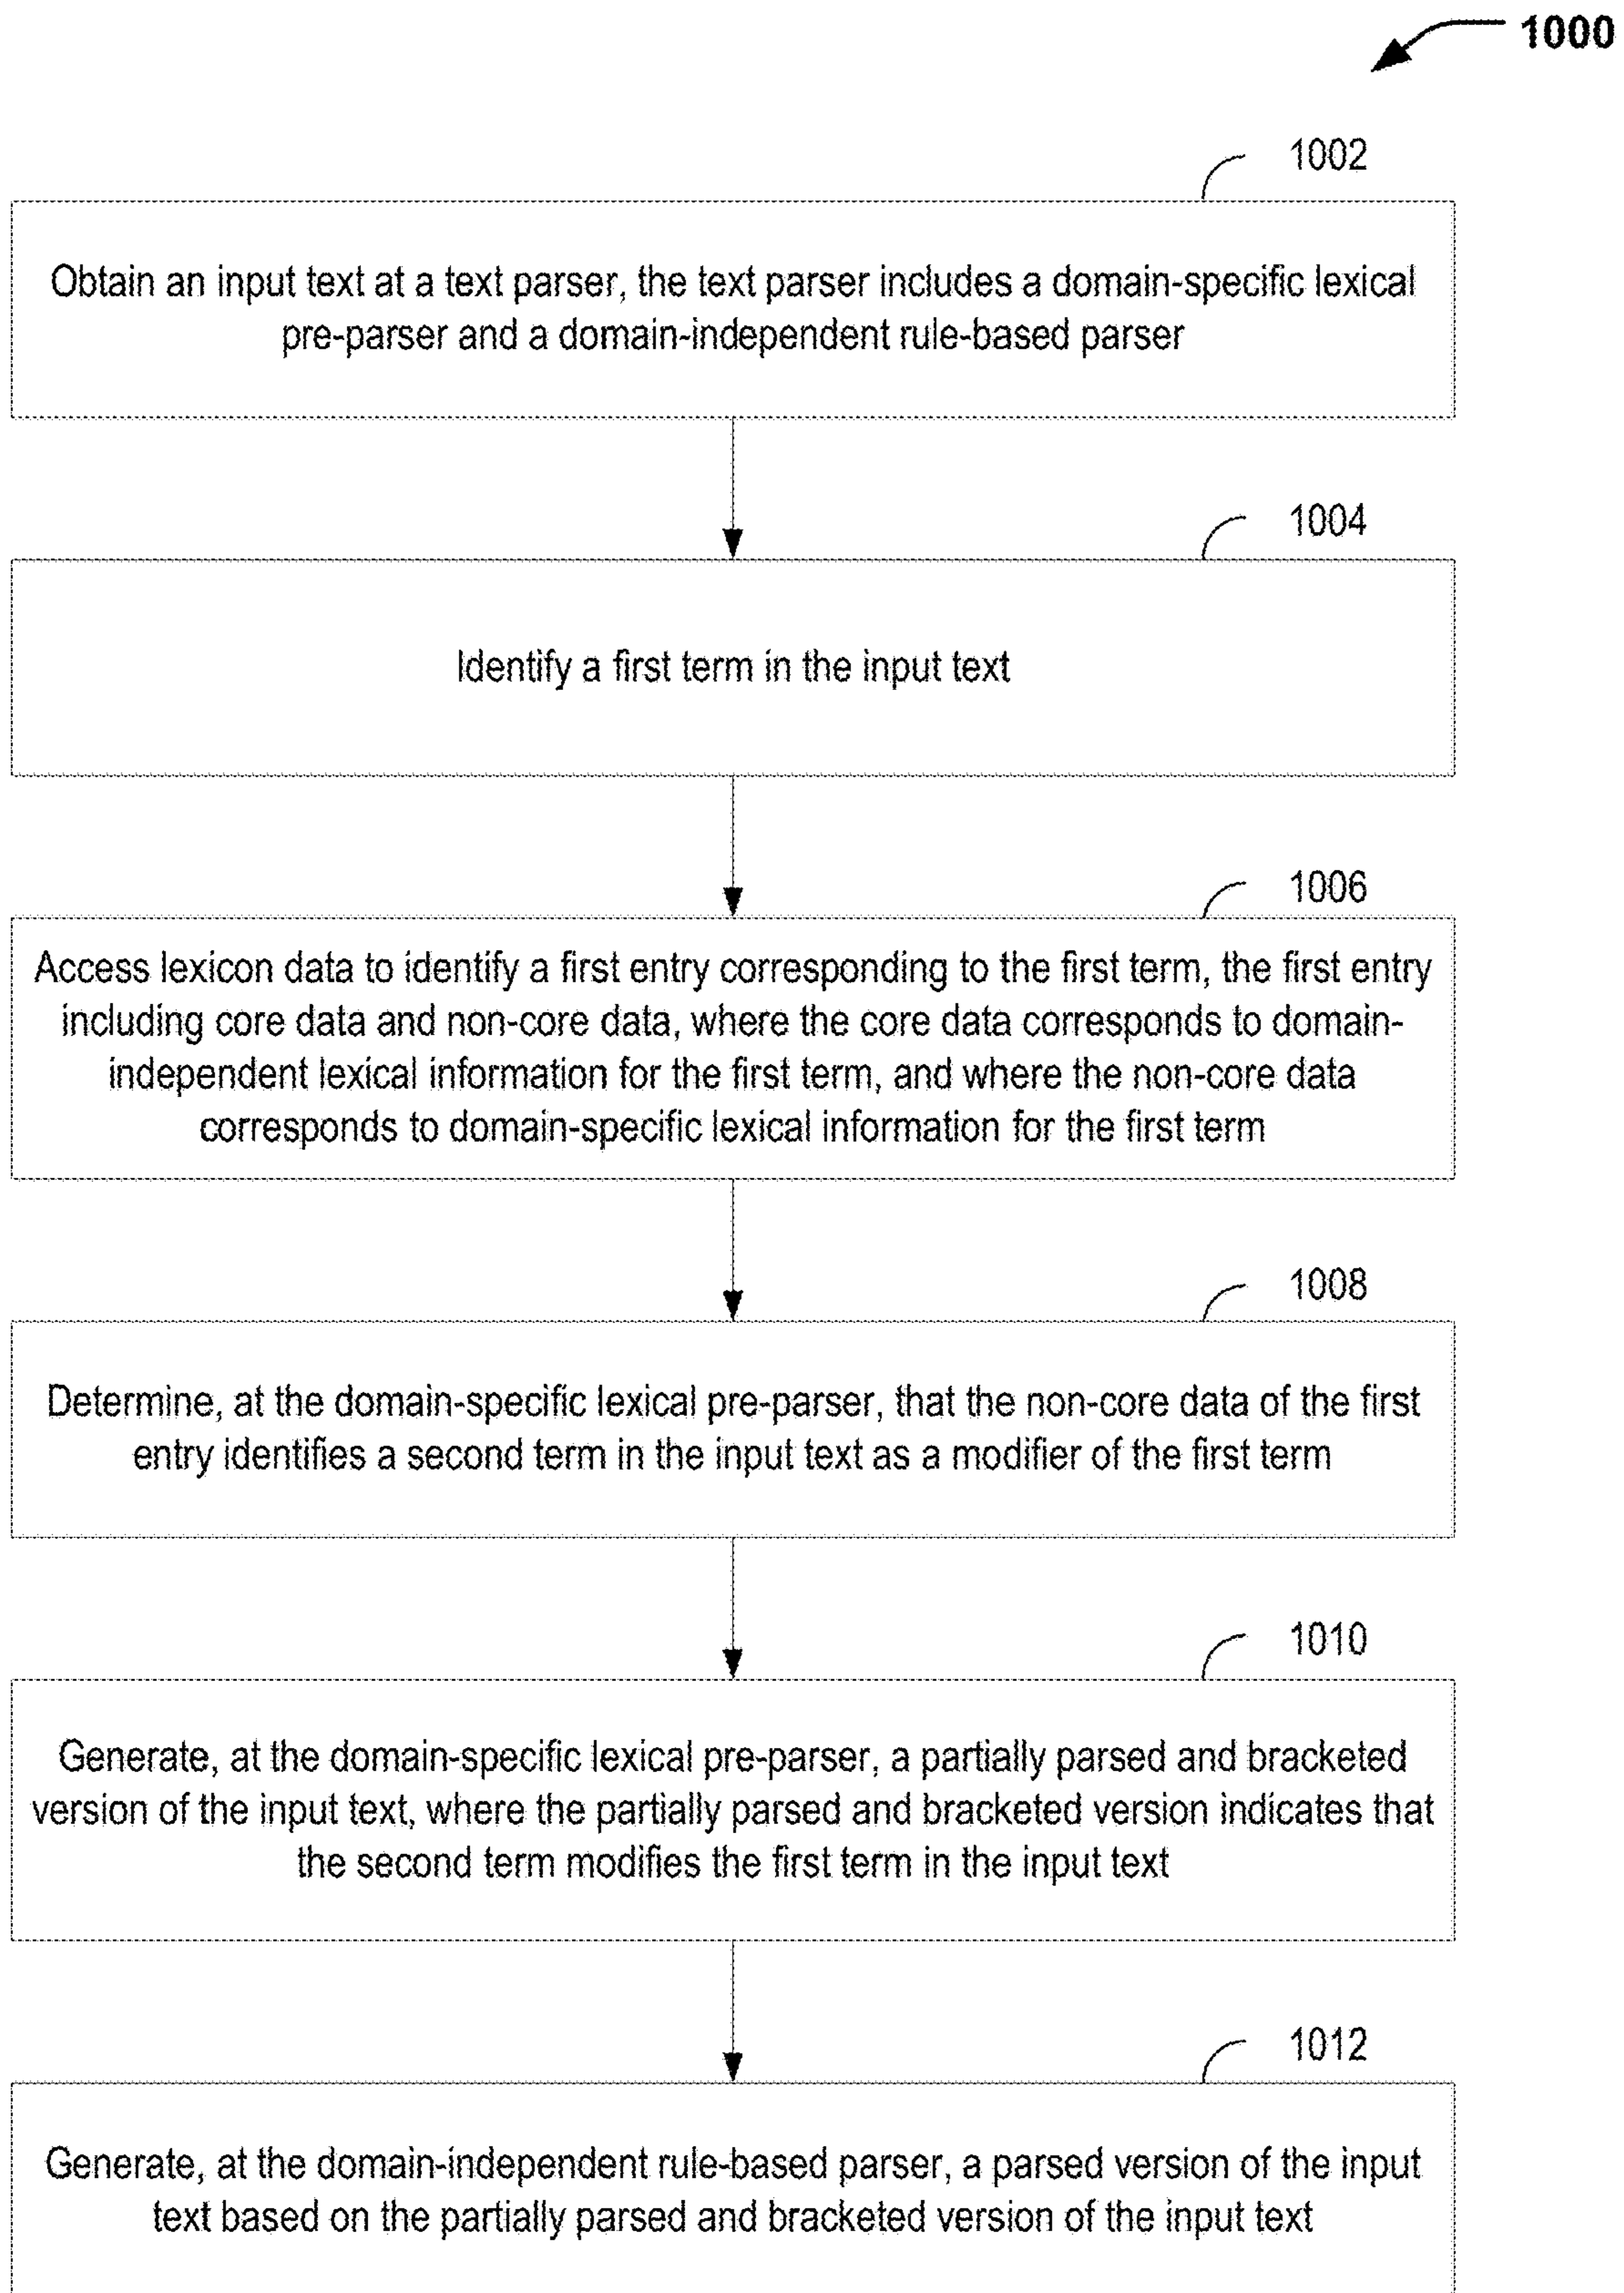 1000
1002
Obtain an input text at a text parser, the text parser includes a domain-specific lexical
pre-parser and a domain-independent rule-based parser
1004
Identify a first term in the input text
1006
Access lexicon data to identify a first entry corresponding to the first term, the first entry
including core data and non-core data, where the core data corresponds to domain-
independent lexical information for the first term, and where the non-core data
corresponds to domain-specific lexical information for the first term
1008
Determine, at the domain-specific lexical pre-parser, that the non-core data of the first
entry identifies a second term in the input text as a modifier of the first term
1010
Generate, at the domain-specific lexical pre-parser, a partially parsed and bracketed
version of the input text, where the partially parsed and bracketed version indicates that
the second term modifies the first term in the input text
1012
Generate, at the domain-independent rule-based parser, a parsed version of the input
text based on the partially parsed and bracketed version of the input text